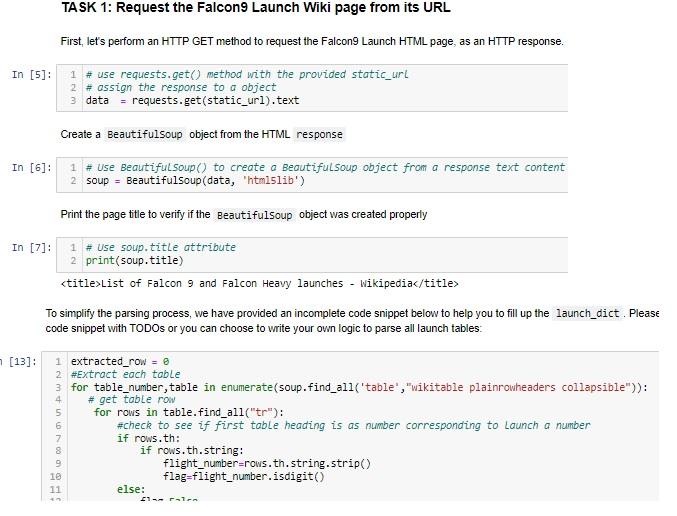 TASK 1: Request the Falcon9 Launch Wiki page from its URL
First, let's perform an HTTP GET method to request the Falcon9 Launch HTML page, as an HTTP response.
In [5]:
1 # use requests.get() method with the provided static_url
2 # assign the response to a object
3 data = requests.get(static_url).text
Create a BeautifulSoup object from the HTML response
In [6]:
1 # Use BeautifulSoup() to create a BeautifulSoup object from a response text content
2 soup = BeautifulSoup(data, 'html5lib')
Print the page title to verify if the BeautifulSoup object was created properly
In [7]:
1 # Use soup.title attribute
2 print(soup.title)
<title>List of Falcon 9 and Falcon Heavy launches - Wikipedia</title>
To simplify the parsing process, we have provided an incomplete code snippet below to help you to fill up the launch_dict . Please
code snippet with TODOs or you can choose to write your own logic to parse all launch tables:
[13]:
1 extracted_row = 0
2 #Extract each table
3 for table_number,table in enumerate(soup.find_all('table',"wikitable plainrowheaders collapsible")):
4 # get table row
5 for rows in table.find_all("tr"):
6 #check to see if first table heading is as number corresponding to launch a number
7 if rows.th:
8 if rows.th.string:
9 flight_number=rows.th.string.strip()
10 flag=flight_number.isdigit()
11 else: